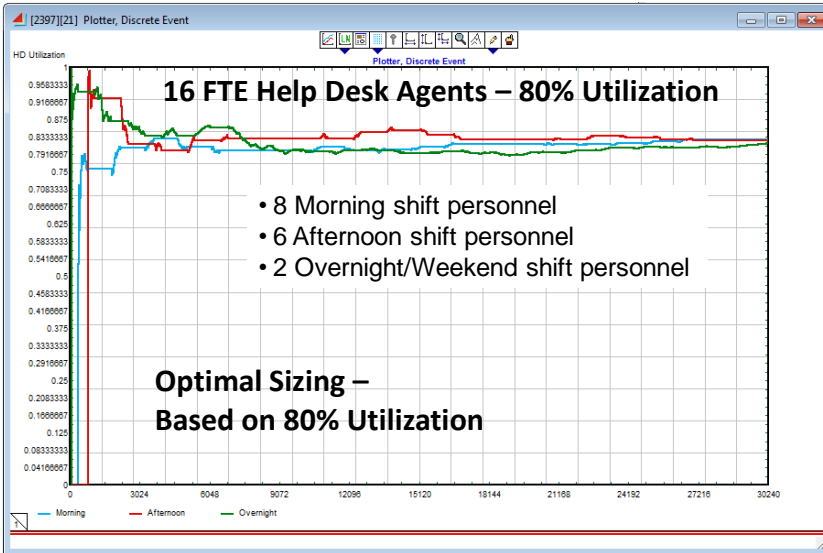 [2397][21] Plotter, Discrete Event
LN
A
HD Utilization
Plotter, Discrete Event
16 FTE Help Desk Agents – 80% Utilization
• 8 Morning shift personnel
• 6 Afternoon shift personnel
• 2 Overnight/Weekend shift personnel
Optimal Sizing –
Based on 80% Utilization
1
0.9583333
0.9166667
0.875
0.8333333
0.7916667
0.75
0.7083333
0.6666667
0.625
0.5833333
0.5416667
0.5
0.4583333
0.4166667
0.375
0.3333333
0.2916667
0.25
0.2083333
0.1666667
0.125
0.08333333
0.04166667
0
0 3024 6048 9072 12096 15120 18144 21168 24192 27216 30240
Morning Afternoon Overnight
1